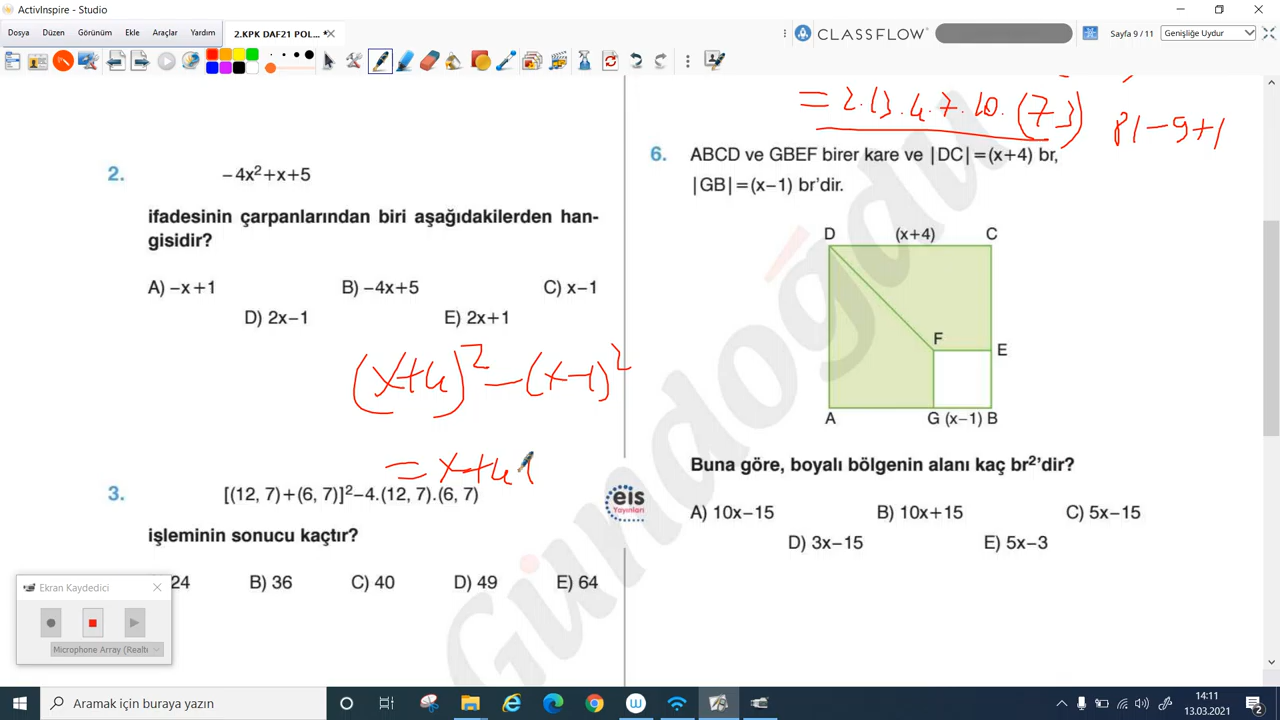 ActivInspire - Studio
Dosya Düzen Görünüm Ekle Araçlar Yardım
2.KPK DAF21 POL...*
CLASSFLOW
Sayfa 9 / 11
Genişliğe Uydur
= 2.13.4.7.10.(73)
81-9+1
2. -4x²+x+5
ifadesinin çarpanlarından biri aşağıdakilerden han-
gisidir?
A) -x+1 B) -4x+5 C) x-1
D) 2x-1 E) 2x+1
(x+4)²-(x-1)²
= x+4
3. [(12, 7)+(6, 7)]²-4.(12, 7).(6, 7)
işleminin sonucu kaçtır?
24 B) 36 C) 40 D) 49 E) 64
6. ABCD ve GBEF birer kare ve |DC|=(x+4) br,
|GB|=(x-1) br'dir.
D (x+4) C
F
E
A G (x-1) B
Buna göre, boyalı bölgenin alanı kaç br²'dir?
A) 10x-15 B) 10x+15 C) 5x-15
D) 3x-15 E) 5x-3
eis
Yayınları
Gündoğdu
Ekran Kaydedici
Microphone Array (Realte
Aramak için buraya yazın
14:11
13.03.2021
2